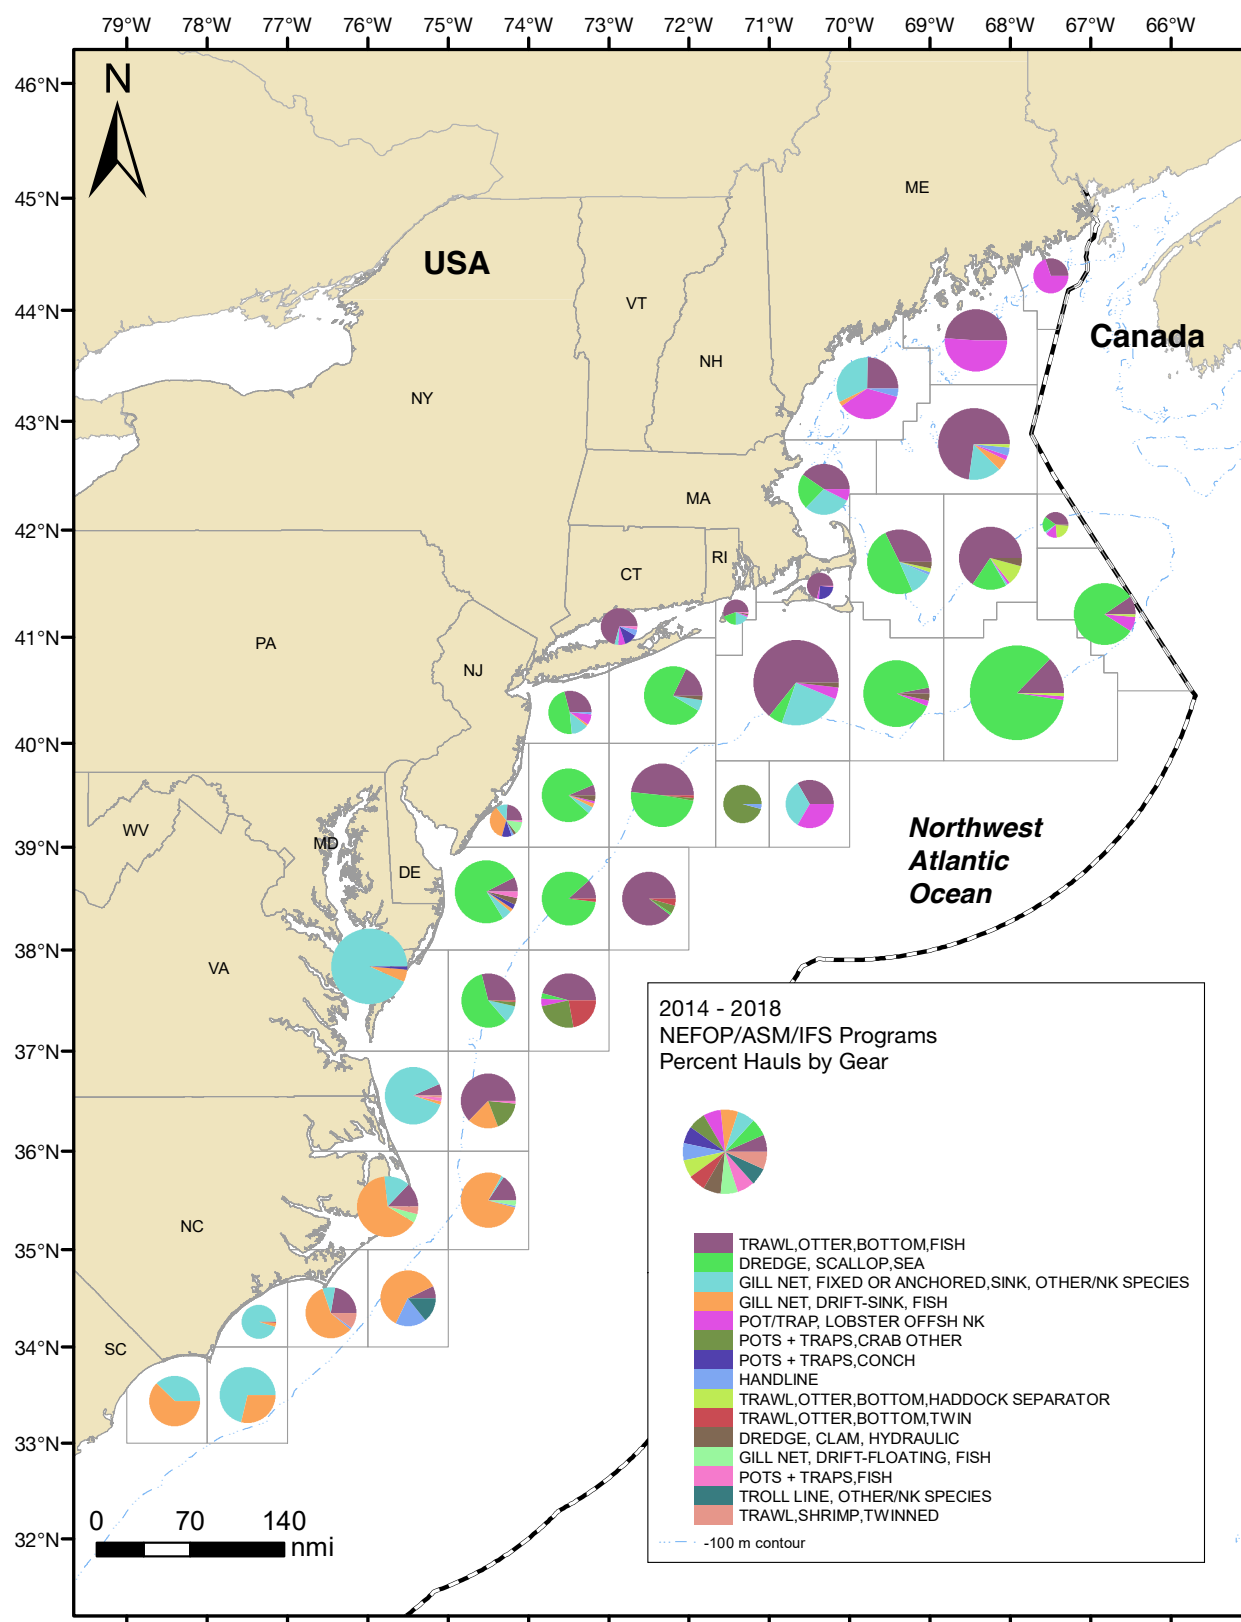 79°W 78°W 77°W 76°W 75°W 74°W 73°W 72°W 71°W 70°W 69°W 68°W 67°W 66°W
46°N
N
45°N
ME
USA
44°N
VT
Canada
NH
NY
43°N
MA
42°N
RI
CT
41°N
PA
NJ
40°N
WV
MD
Northwest
Atlantic
Ocean
39°N
DE
38°N
VA
2014 - 2018
NEFOP/ASM/IFS Programs
Percent Hauls by Gear
37°N
36°N
NC
35°N
34°N
SC
33°N
32°N
TRAWL,OTTER,BOTTOM,FISH
DREDGE, SCALLOP,SEA
GILL NET, FIXED OR ANCHORED,SINK, OTHER/NK SPECIES
GILL NET, DRIFT-SINK, FISH
POT/TRAP, LOBSTER OFFSH NK
POTS + TRAPS,CRAB OTHER
POTS + TRAPS,CONCH
HANDLINE
TRAWL,OTTER,BOTTOM,HADDOCK SEPARATOR
TRAWL,OTTER,BOTTOM,TWIN
DREDGE, CLAM, HYDRAULIC
GILL NET, DRIFT-FLOATING, FISH
POTS + TRAPS,FISH
TROLL LINE, OTHER/NK SPECIES
TRAWL,SHRIMP,TWINNED
-100 m contour
0 70 140
nmi